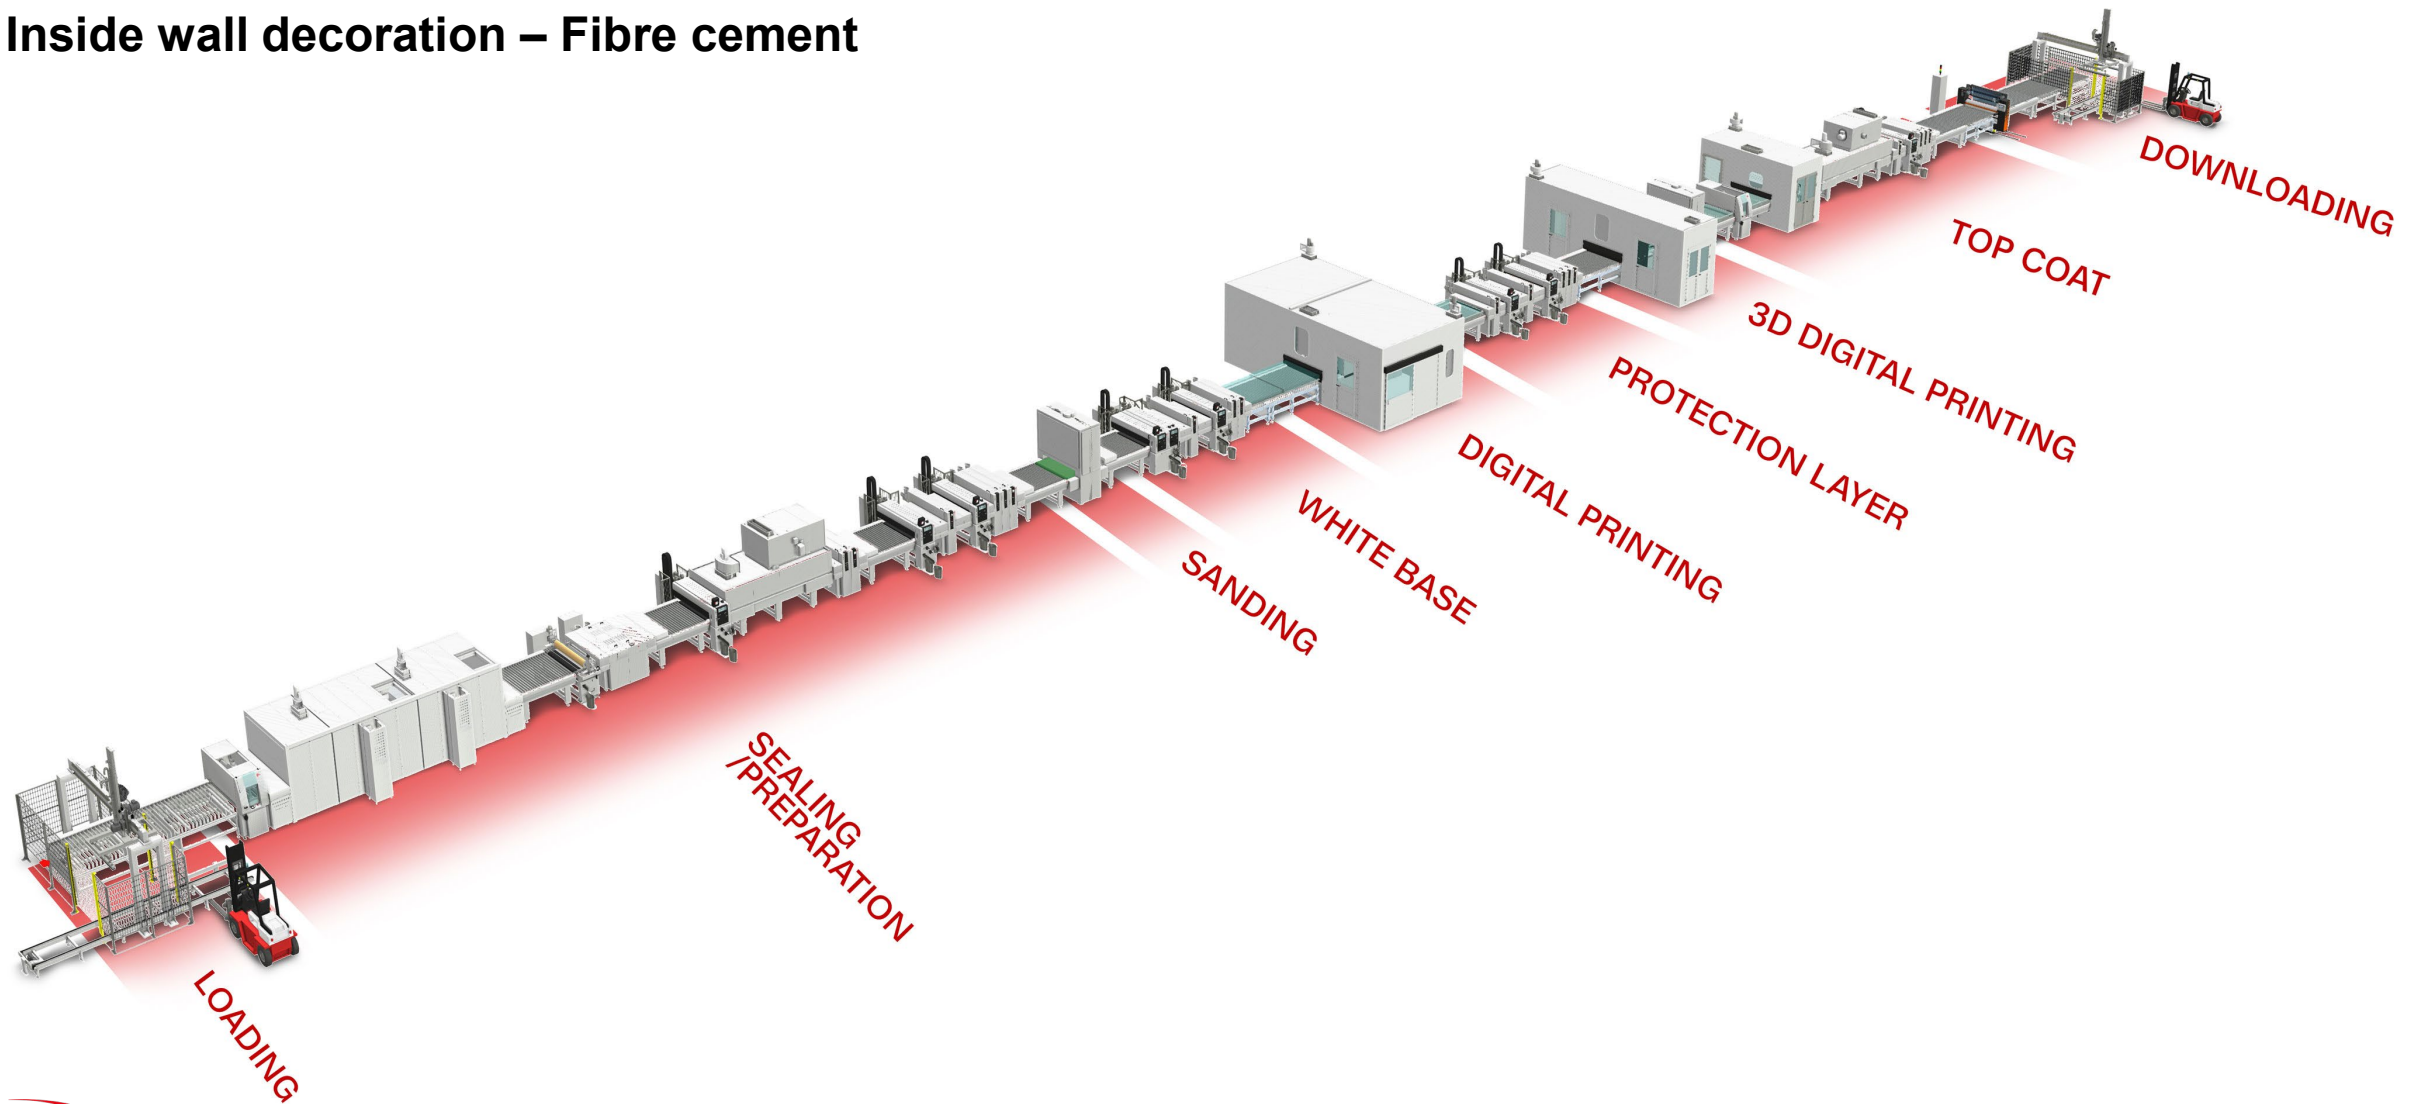 Inside wall decoration – Fibre cement
LOADING
SEALING
/PREPARATION
SANDING
WHITE BASE
DIGITAL PRINTING
PROTECTION LAYER
3D DIGITAL PRINTING
TOP COAT
DOWNLOADING